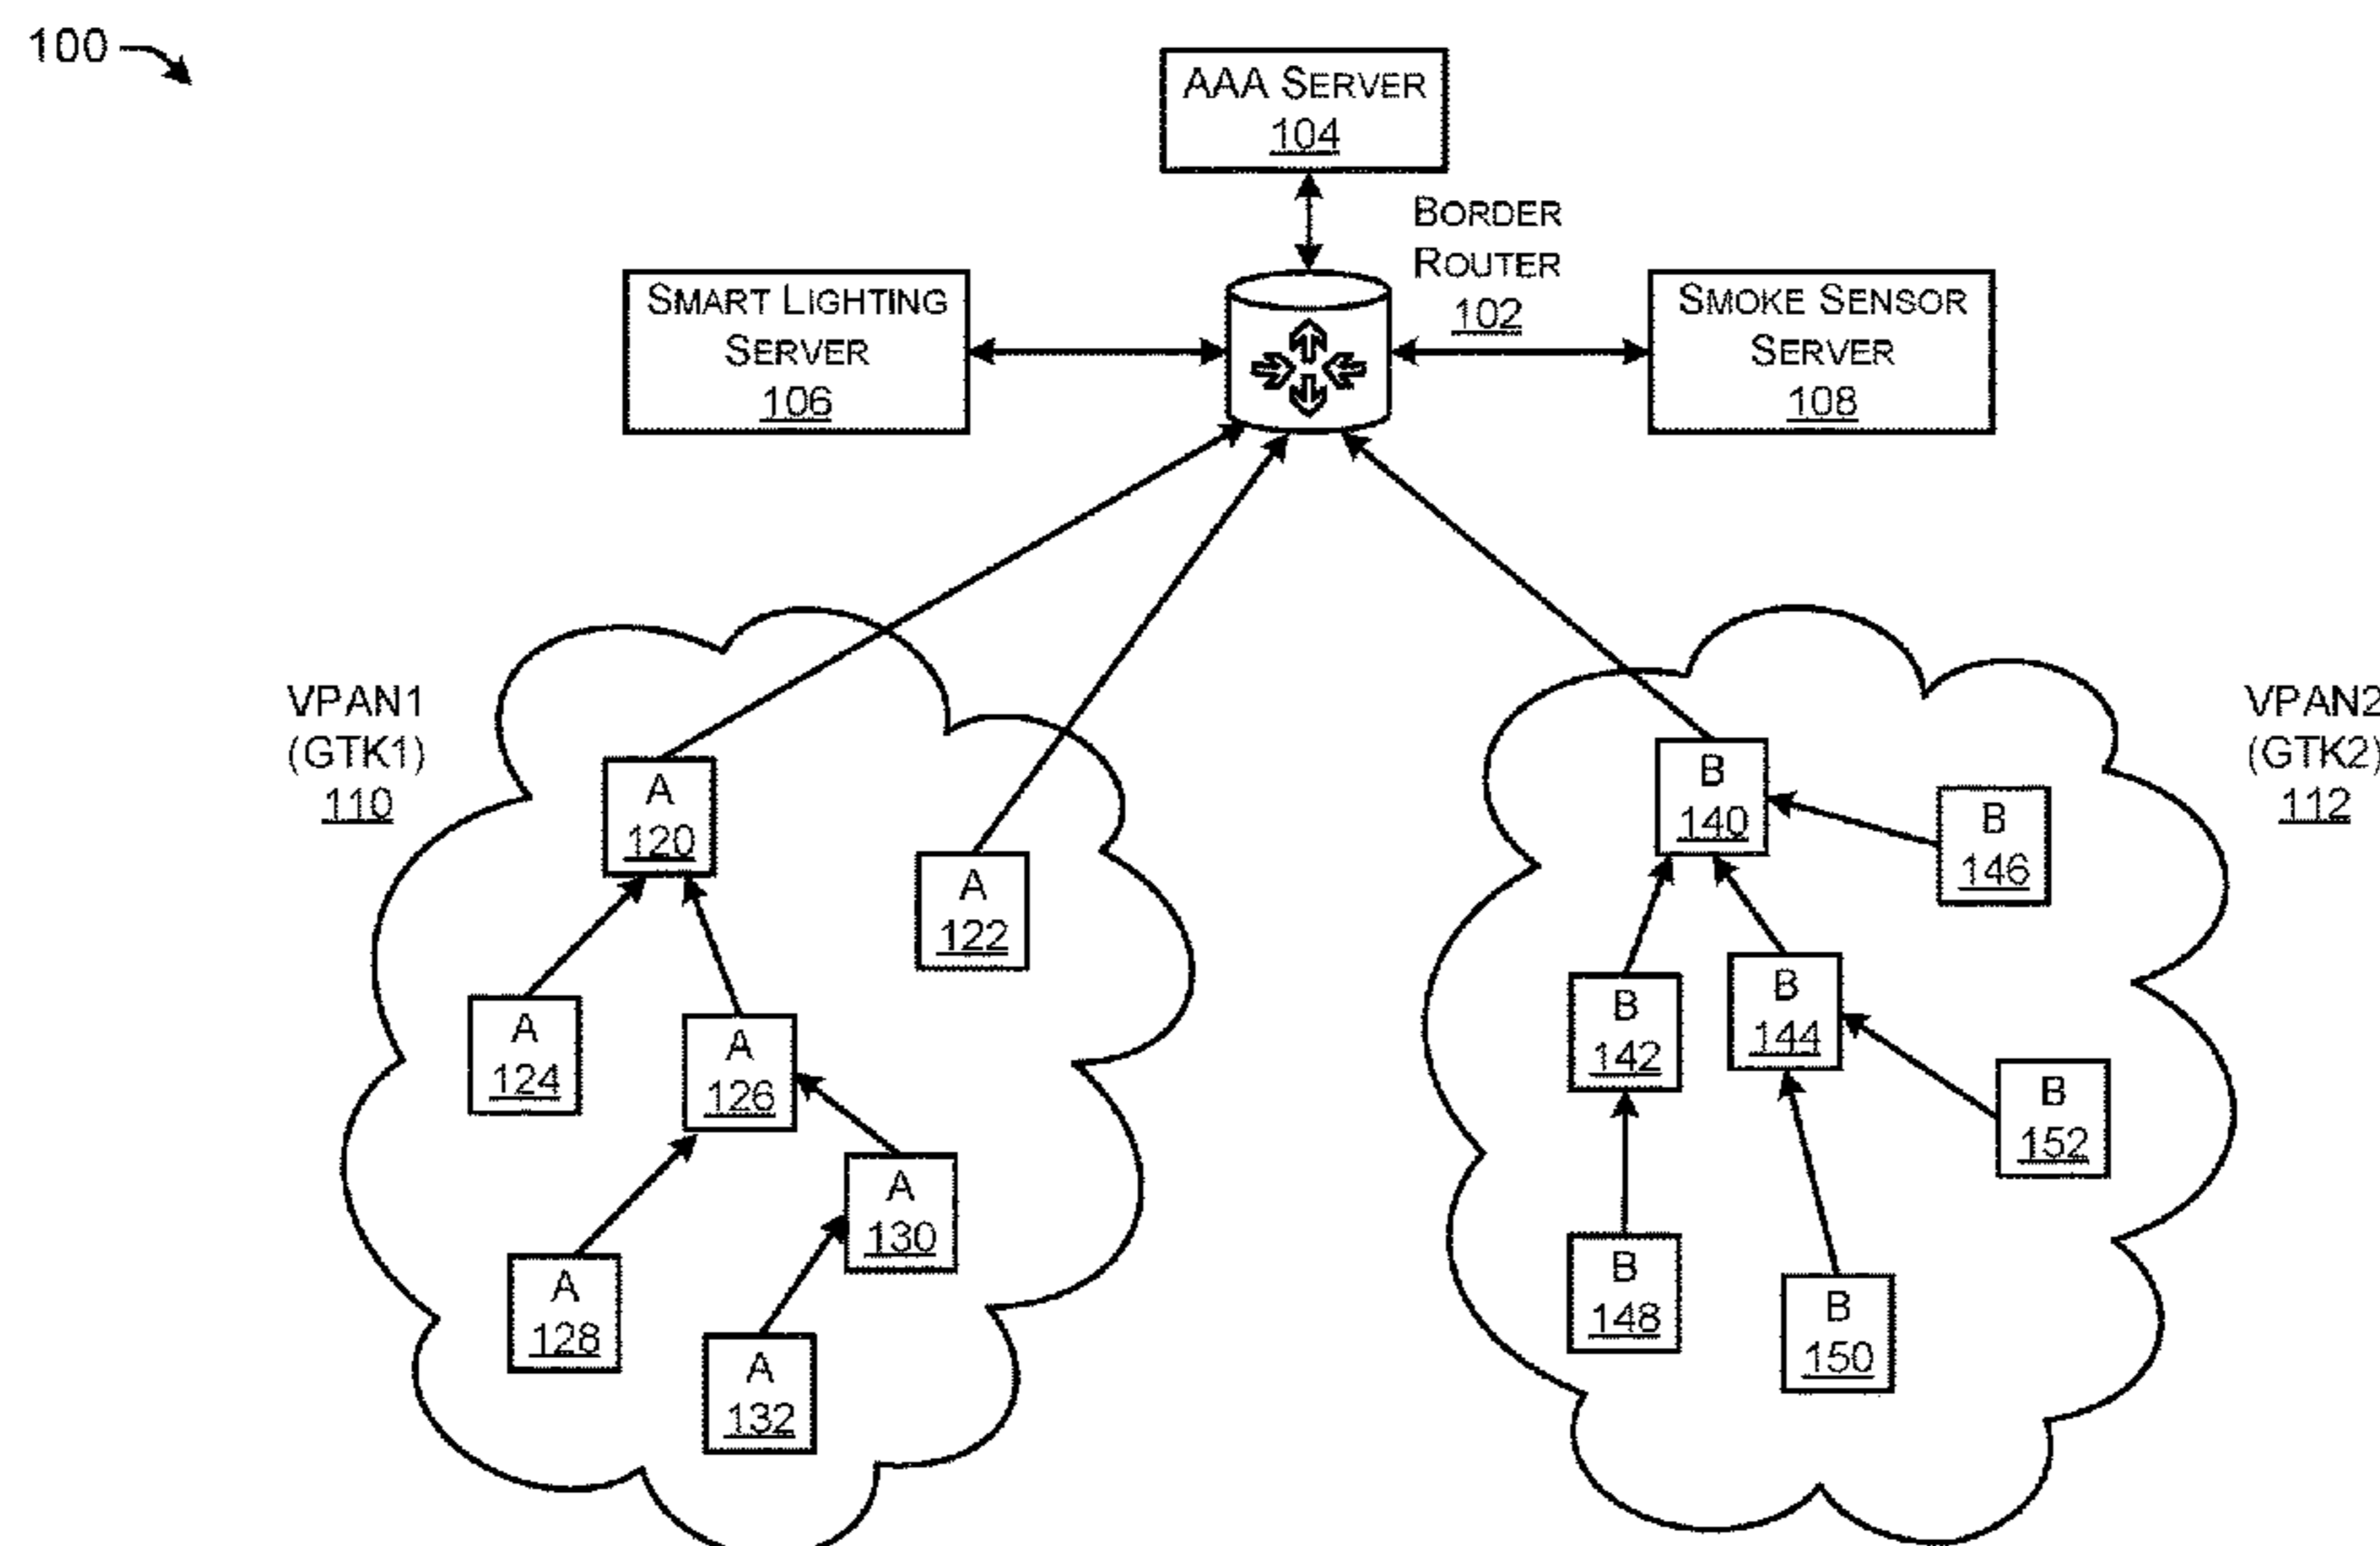 100
AAA SERVER
104
BORDER
ROUTER
102
SMART LIGHTING
SERVER
106
SMOKE SENSOR
SERVER
108
VPAN1
(GTK1)
110
A
120
A
122
A
124
A
126
A
128
A
130
A
132
VPAN2
(GTK2)
112
B
140
B
146
B
142
B
144
B
152
B
148
B
150